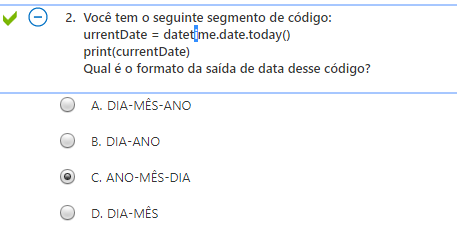 2. Você tem o seguinte segmento de código:
urrentDate = datetime.date.today()
print(currentDate)
Qual é o formato da saída de data desse código?
A. DIA-MÊS-ANO
B. DIA-ANO
C. ANO-MÊS-DIA
D. DIA-MÊS